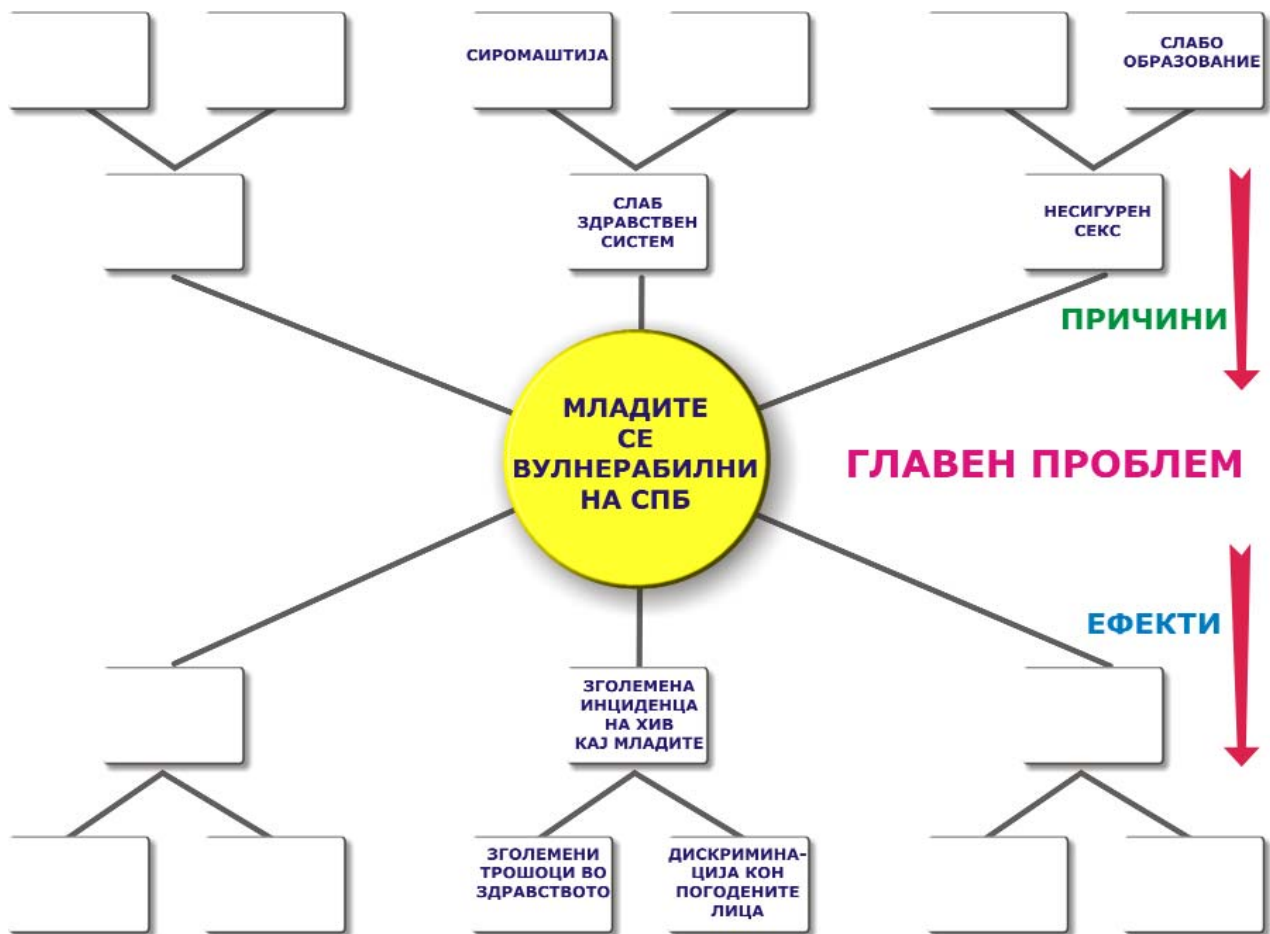 СИРОМАШТИЈА
СЛАБО
ОБРАЗОВАНИЕ
СЛАБ
ЗДРАВСТВЕН
СИСТЕМ
НЕСИГУРЕН
СЕКС
ПРИЧИНИ
МЛАДИТЕ
СЕ
ВУЛНЕРАБИЛНИ
НА СПБ
ГЛАВЕН ПРОБЛЕМ
ЕФЕКТИ
ЗГОЛЕМЕНА
ИНЦИДЕНЦА
НА ХИВ
КАЈ МЛАДИТЕ
ЗГОЛЕМЕНИ
ТРОШОЦИ ВО
ЗДРАВСТВОТО
ДИСКРИМИНА-
ЦИЈА КОН
ПОГОДЕНИТЕ
ЛИЦА